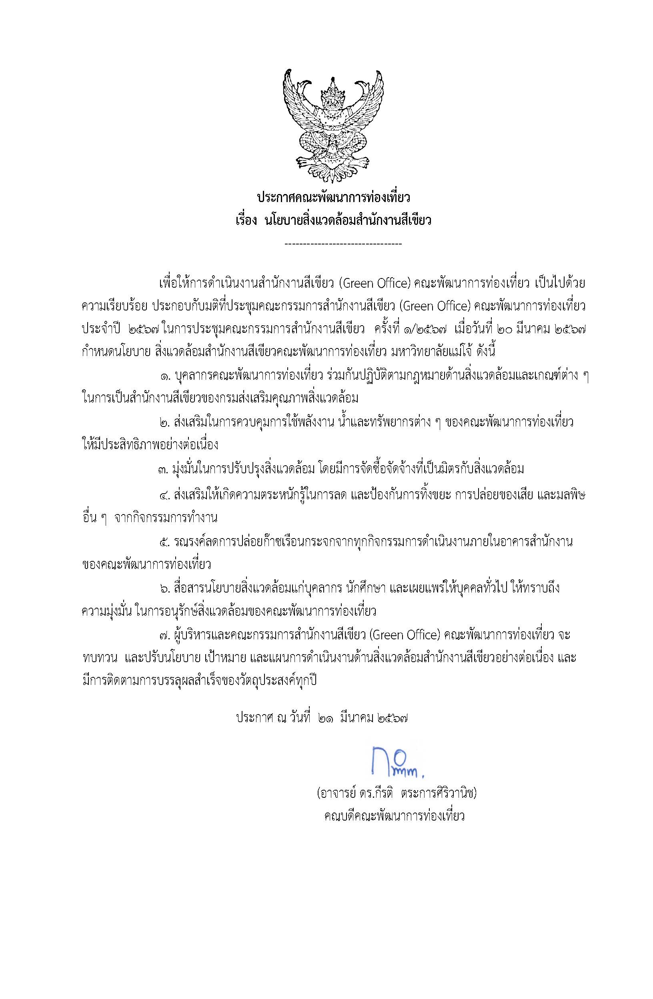 ประกาศคณะพัฒนาการท่องเที่ยว
เรื่อง นโยบายสิ่งแวดล้อมสำนักงานสีเขียว
--------------------------------
เพื่อให้การดำเนินงานสำนักงานสีเขียว (Green Office) คณะพัฒนาการท่องเที่ยว เป็นไปด้วย
ความเรียบร้อย ประกอบกับมติที่ประชุมคณะกรรมการสำนักงานสีเขียว (Green Office) คณะพัฒนาการท่องเที่ยว
ประจำปี ๒๕๖๗ ในการประชุมคณะกรรมการสำนักงานสีเขียว ครั้งที่ ๑/๒๕๖๗ เมื่อวันที่ ๒๐ มีนาคม ๒๕๖๗
กำหนดนโยบาย สิ่งแวดล้อมสำนักงานสีเขียวคณะพัฒนาการท่องเที่ยว มหาวิทยาลัยแม่โจ้ ดังนี้
๑. บุคลากรคณะพัฒนาการท่องเที่ยว ร่วมกันปฏิบัติตามกฎหมายด้านสิ่งแวดล้อมและเกณฑ์ต่าง ๆ
ในการเป็นสำนักงานสีเขียวของกรมส่งเสริมคุณภาพสิ่งแวดล้อม
๒. ส่งเสริมในการควบคุมการใช้พลังงาน น้ำและทรัพยากรต่าง ๆ ของคณะพัฒนาการท่องเที่ยว
ให้มีประสิทธิภาพอย่างต่อเนื่อง
๓. มุ่งมั่นในการปรับปรุงสิ่งแวดล้อม โดยมีการจัดซื้อจัดจ้างที่เป็นมิตรกับสิ่งแวดล้อม
๔. ส่งเสริมให้เกิดความตระหนักรู้ในการลด และป้องกันการทิ้งขยะ การปล่อยของเสีย และมลพิษ
อื่น ๆ จากกิจกรรมการทำงาน
๕. รณรงค์ลดการปล่อยก๊าซเรือนกระจกจากทุกกิจกรรมการดำเนินงานภายในอาคารสำนักงาน
ของคณะพัฒนาการท่องเที่ยว
๖. สื่อสารนโยบายสิ่งแวดล้อมแก่บุคลากร นักศึกษา และเผยแพร่ให้บุคคลทั่วไป ให้ทราบถึง
ความมุ่งมั่น ในการอนุรักษ์สิ่งแวดล้อมของคณะพัฒนาการท่องเที่ยว
๗. ผู้บริหารและคณะกรรมการสำนักงานสีเขียว (Green Office) คณะพัฒนาการท่องเที่ยว จะ
ทบทวน และปรับนโยบาย เป้าหมาย และแผนการดำเนินงานด้านสิ่งแวดล้อมสำนักงานสีเขียวอย่างต่อเนื่อง และ
มีการติดตามการบรรลุผลสำเร็จของวัตถุประสงค์ทุกปี
ประกาศ ณ วันที่ ๒๑ มีนาคม ๒๕๖๗
(อาจารย์ ดร.กีรติ ตระการศิริวานิช)
คณบดีคณะพัฒนาการท่องเที่ยว